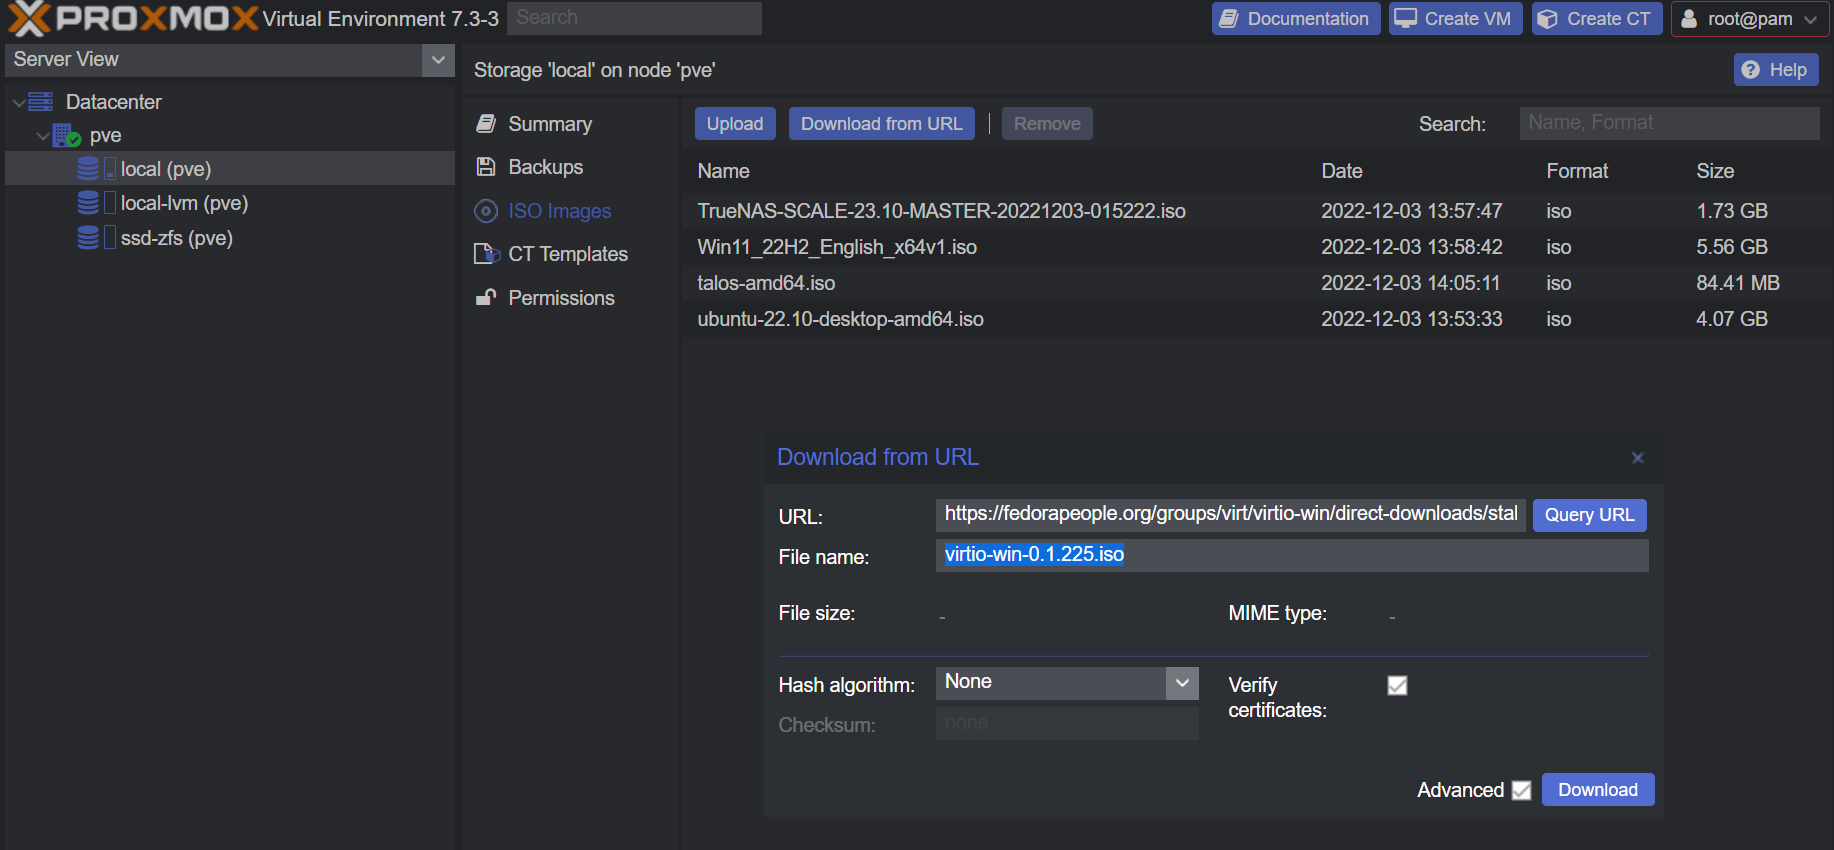 PROXMOX Virtual Environment 7.3-3 Search Documentation Create VM Create CT root@pam
Server View
Datacenter
pve
local (pve)
local-lvm (pve)
ssd-zfs (pve)
Storage 'local' on node 'pve' Help
Summary
Backups
ISO Images
CT Templates
Permissions
Upload Download from URL Remove Search: Name, Format
Name Date Format Size
TrueNAS-SCALE-23.10-MASTER-20221203-015222.iso 2022-12-03 13:57:47 iso 1.73 GB
Win11_22H2_English_x64v1.iso 2022-12-03 13:58:42 iso 5.56 GB
talos-amd64.iso 2022-12-03 14:05:11 iso 84.41 MB
ubuntu-22.10-desktop-amd64.iso 2022-12-03 13:53:33 iso 4.07 GB
Download from URL
URL: https://fedorapeople.org/groups/virt/virtio-win/direct-downloads/stal Query URL
File name: virtio-win-0.1.225.iso
File size: - MIME type: -
Hash algorithm: None Verify
certificates:
Checksum: none
Advanced Download